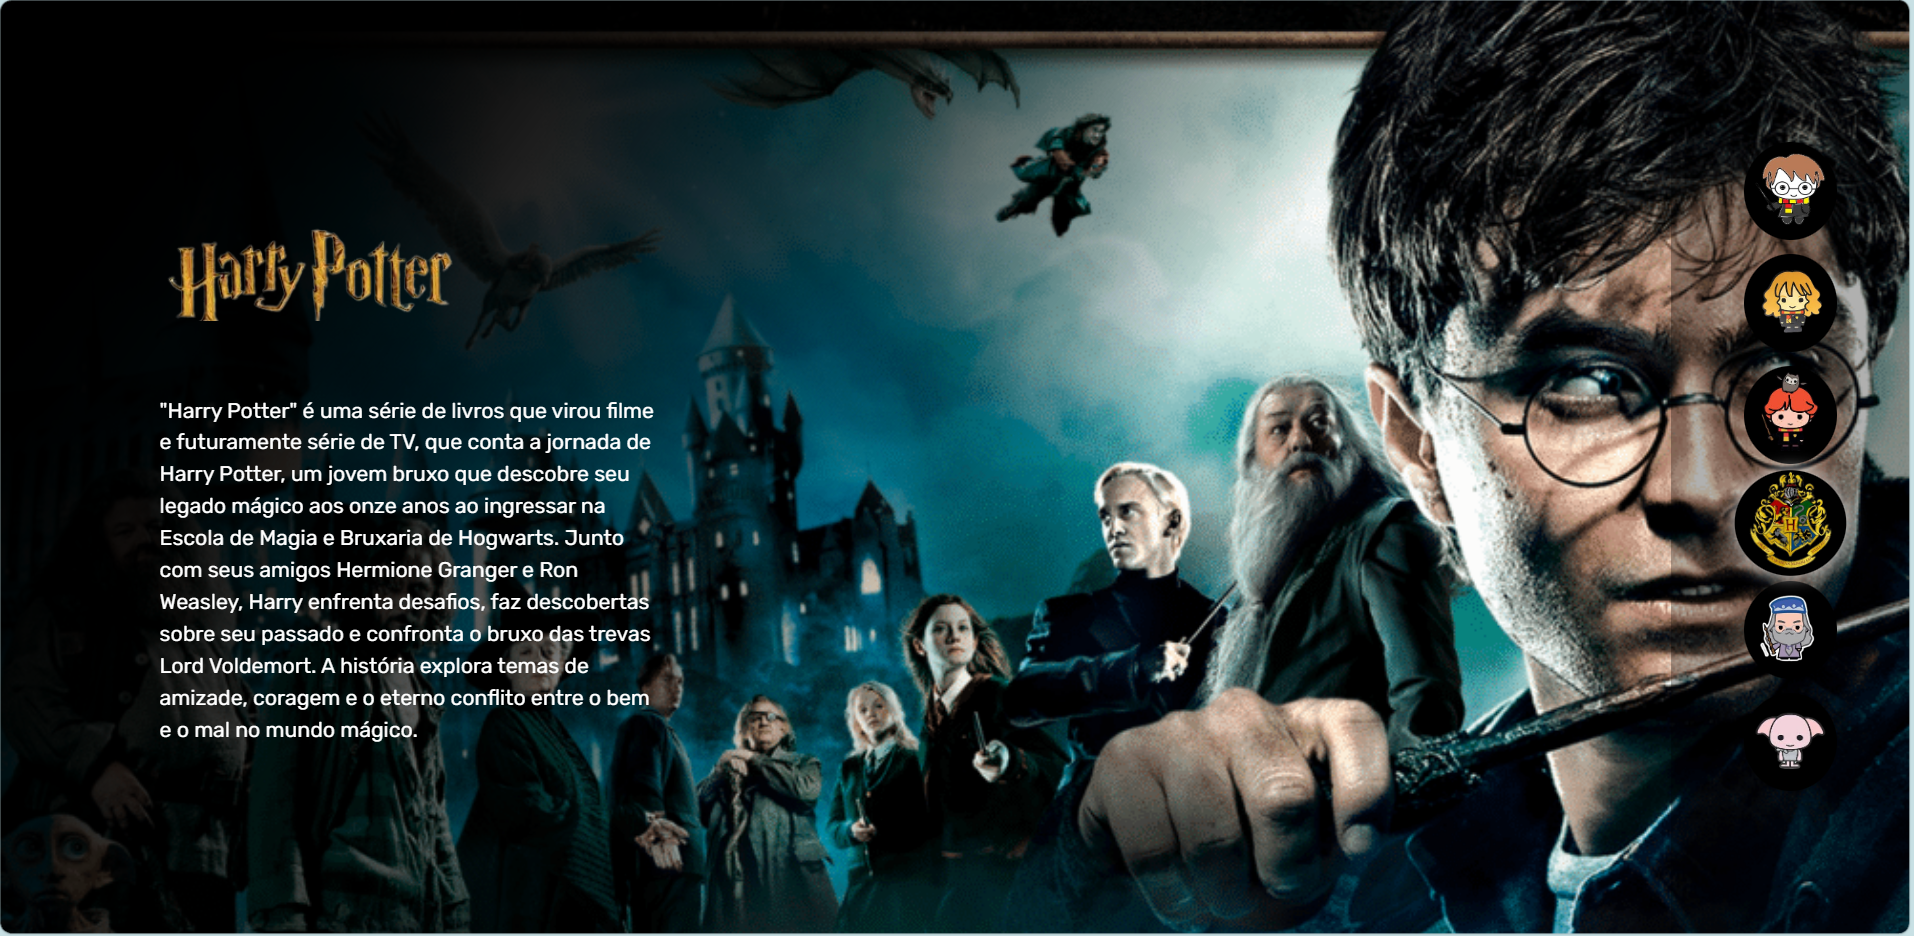 Harry Potter
"Harry Potter" é uma série de livros que virou filme
e futuramente série de TV, que conta a jornada de
Harry Potter, um jovem bruxo que descobre seu
legado mágico aos onze anos ao ingressar na
Escola de Magia e Bruxaria de Hogwarts. Junto
com seus amigos Hermione Granger e Ron
Weasley, Harry enfrenta desafios, faz descobertas
sobre seu passado e confronta o bruxo das trevas
Lord Voldemort. A história explora temas de
amizade, coragem e o eterno conflito entre o bem
e o mal no mundo mágico.
H